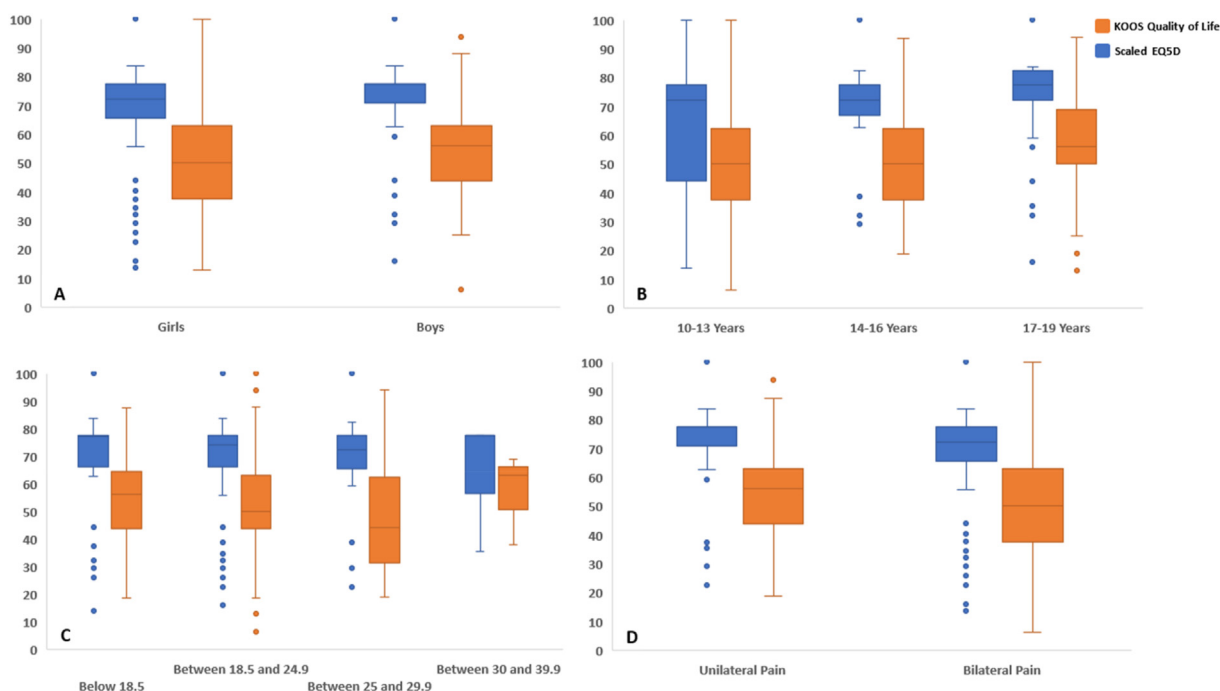 100
90
80
70
60
50
40
30
20
10
0
A
Girls
Boys
100
90
80
70
60
50
40
30
20
10
0
B
10-13 Years
14-16 Years
17-19 Years
KOOS Quality of Life
Scaled EQ5D
100
90
80
70
60
50
40
30
20
10
0
C
Below 18.5
Between 18.5 and 24.9
Between 25 and 29.9
Between 30 and 39.9
100
90
80
70
60
50
40
30
20
10
0
D
Unilateral Pain
Bilateral Pain